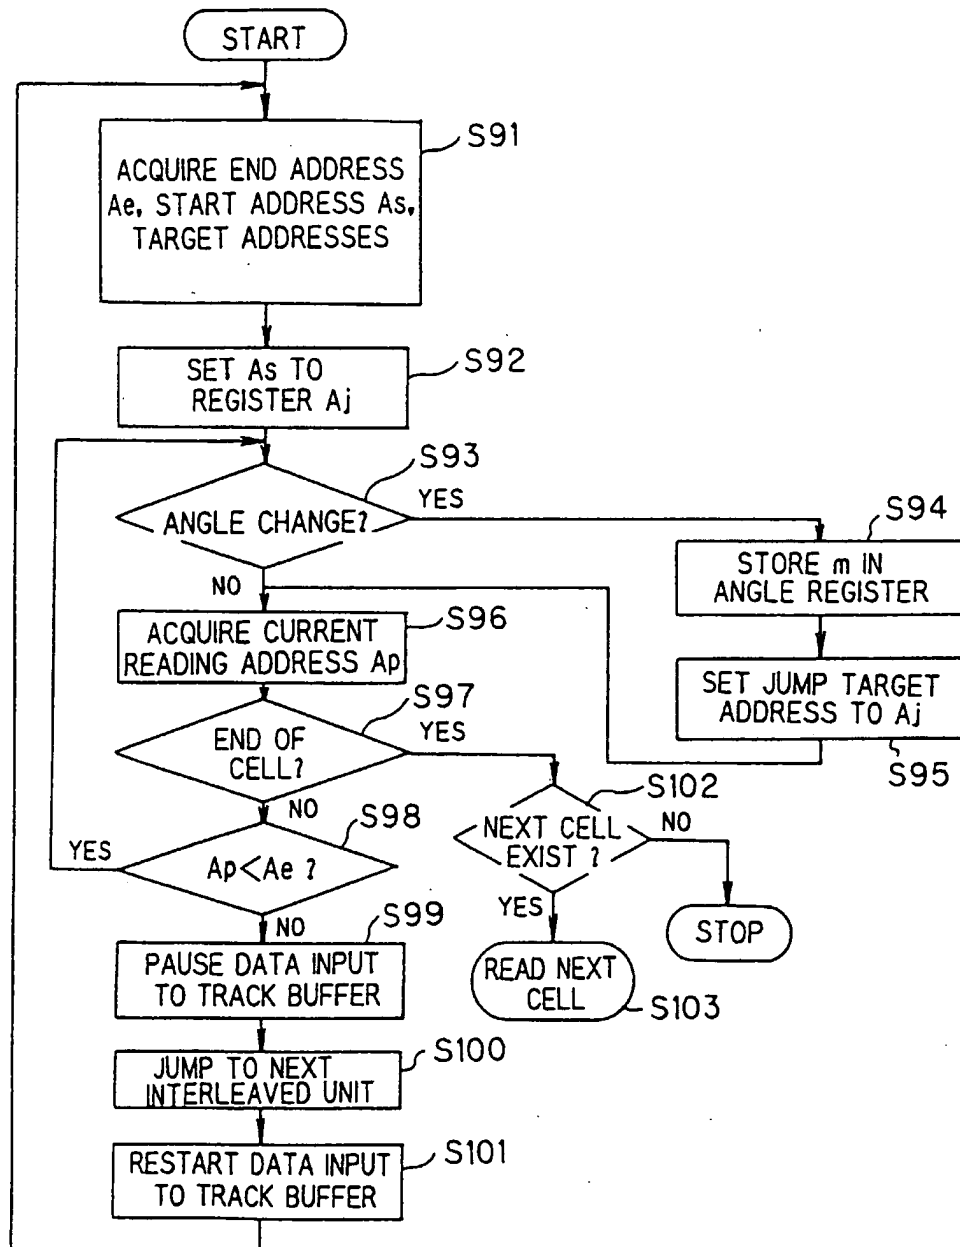 START
S91
ACQUIRE END ADDRESS
Ae, START ADDRESS As,
TARGET ADDRESSES
S92
SET As TO
REGISTER Aj
S93
YES
ANGLE CHANGE?
NO
S94
STORE m IN
ANGLE REGISTER
SET JUMP TARGET
ADDRESS TO Aj
S95
S96
ACQUIRE CURRENT
READING ADDRESS Ap
S97
YES
END OF
CELL?
NO
S102
NEXT CELL
EXIST ?
NO
YES
STOP
READ NEXT
CELL
S103
S98
YES
Ap<Ae ?
NO
S99
PAUSE DATA INPUT
TO TRACK BUFFER
S100
JUMP TO NEXT
INTERLEAVED UNIT
S101
RESTART DATA INPUT
TO TRACK BUFFER